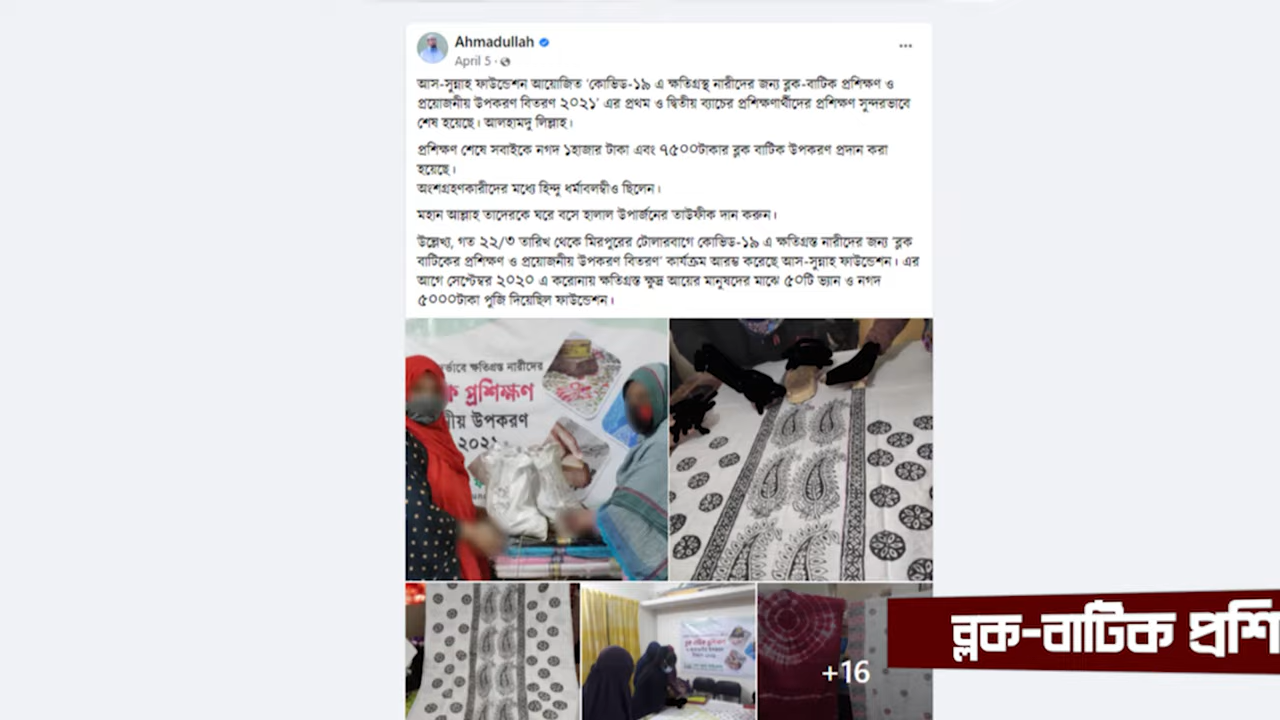 Ahmadullah
April 5 ·
আস-সুন্নাহ ফাউন্ডেশন আয়োজিত 'কোভিড-১৯ এ ক্ষতিগ্রস্থ নারীদের জন্য ব্লক-বাটিক প্রশিক্ষণ ও
প্রয়োজনীয় উপকরণ বিতরণ ২০২১' এর প্রথম ও দ্বিতীয় ব্যাচের প্রশিক্ষণার্থীদের প্রশিক্ষণ সুন্দরভাবে
শেষ হয়েছে। আলহামদু লিল্লাহ।
প্রশিক্ষণ শেষে সবাইকে নগদ ১হাজার টাকা এবং ৭৫০০টাকার ব্লক বাটিক উপকরণ প্রদান করা
হয়েছে।
অংশগ্রহণকারীদের মধ্যে হিন্দু ধর্মাবলম্বীও ছিলেন।
মহান আল্লাহ তাদেরকে ঘরে বসে হালাল উপার্জনের তাউফীক দান করুন।
উল্লেখ্য, গত ২২/৩ তারিখ থেকে মিরপুরের টোলারবাগে কোভিড-১৯ এ ক্ষতিগ্রস্ত নারীদের জন্য 'ব্লক
বাটিকের প্রশিক্ষণ ও প্রয়োজনীয় উপকরণ বিতরণ' কার্যক্রম আরম্ভ করেছে আস-সুন্নাহ ফাউন্ডেশন। এর
আগে সেপ্টেম্বর ২০২০ এ করোনায় ক্ষতিগ্রস্ত ক্ষুদ্র আয়ের মানুষদের মাঝে ৫০টি ভ্যান ও নগদ
৫০০০টাকা পুজি দিয়েছিল ফাউন্ডেশন।
র্ভাবে ক্ষতিগ্রস্ত নারীদের
ক প্রশিক্ষণ
নীয় উপকরণ
২০২১
+16
ব্লক-বাটিক প্রশি